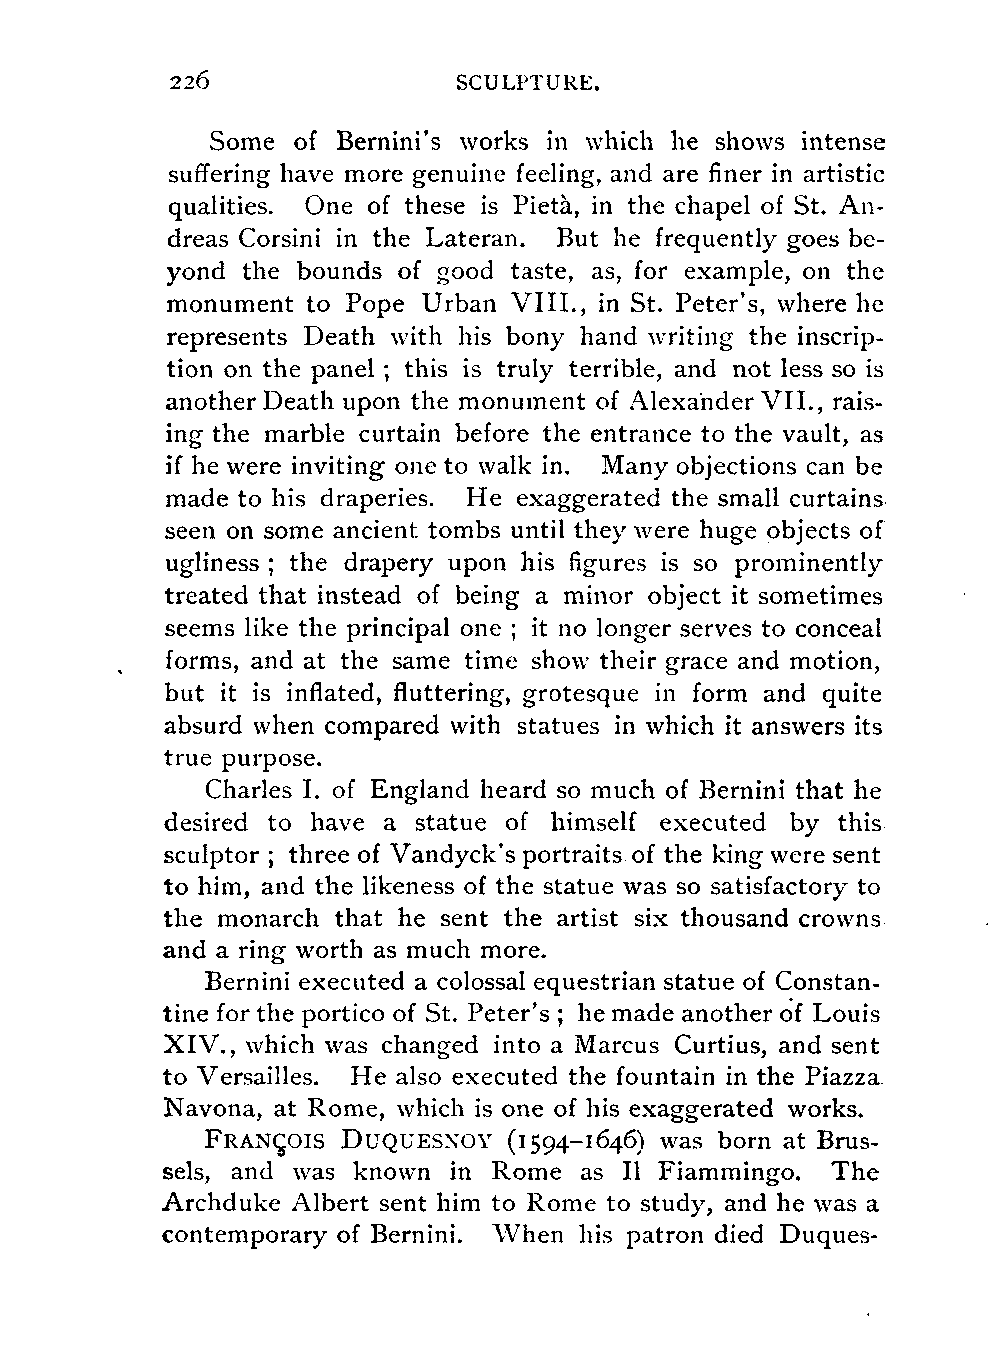 226 SCULPTURE.
Some of Bernini's works in which he shows intense
suffering have more genuine feeling, and are finer in artistic
qualities. One of these is Pietà, in the chapel of St. An-
dreas Corsini in the Lateran. But he frequently goes be-
yond the bounds of good taste, as, for example, on the
monument to Pope Urban VIII., in St. Peter's, where he
represents Death with his bony hand writing the inscrip-
tion on the panel ; this is truly terrible, and not less so is
another Death upon the monument of Alexander VII., rais-
ing the marble curtain before the entrance to the vault, as
if he were inviting one to walk in. Many objections can be
made to his draperies. He exaggerated the small curtains
seen on some ancient tombs until they were huge objects of
ugliness ; the drapery upon his figures is so prominently
treated that instead of being a minor object it sometimes
seems like the principal one ; it no longer serves to conceal
forms, and at the same time show their grace and motion,
but it is inflated, fluttering, grotesque in form and quite
absurd when compared with statues in which it answers its
true purpose.
Charles I. of England heard so much of Bernini that he
desired to have a statue of himself executed by this
sculptor ; three of Vandyck's portraits of the king were sent
to him, and the likeness of the statue was so satisfactory to
the monarch that he sent the artist six thousand crowns
and a ring worth as much more.
Bernini executed a colossal equestrian statue of Constan-
tine for the portico of St. Peter's ; he made another of Louis
XIV., which was changed into a Marcus Curtius, and sent
to Versailles. He also executed the fountain in the Piazza
Navona, at Rome, which is one of his exaggerated works.
FRANÇOIS DUQUESNOY (1594–1646) was born at Brus-
sels, and was known in Rome as Il Fiammingo. The
Archduke Albert sent him to Rome to study, and he was a
contemporary of Bernini. When his patron died Duques-